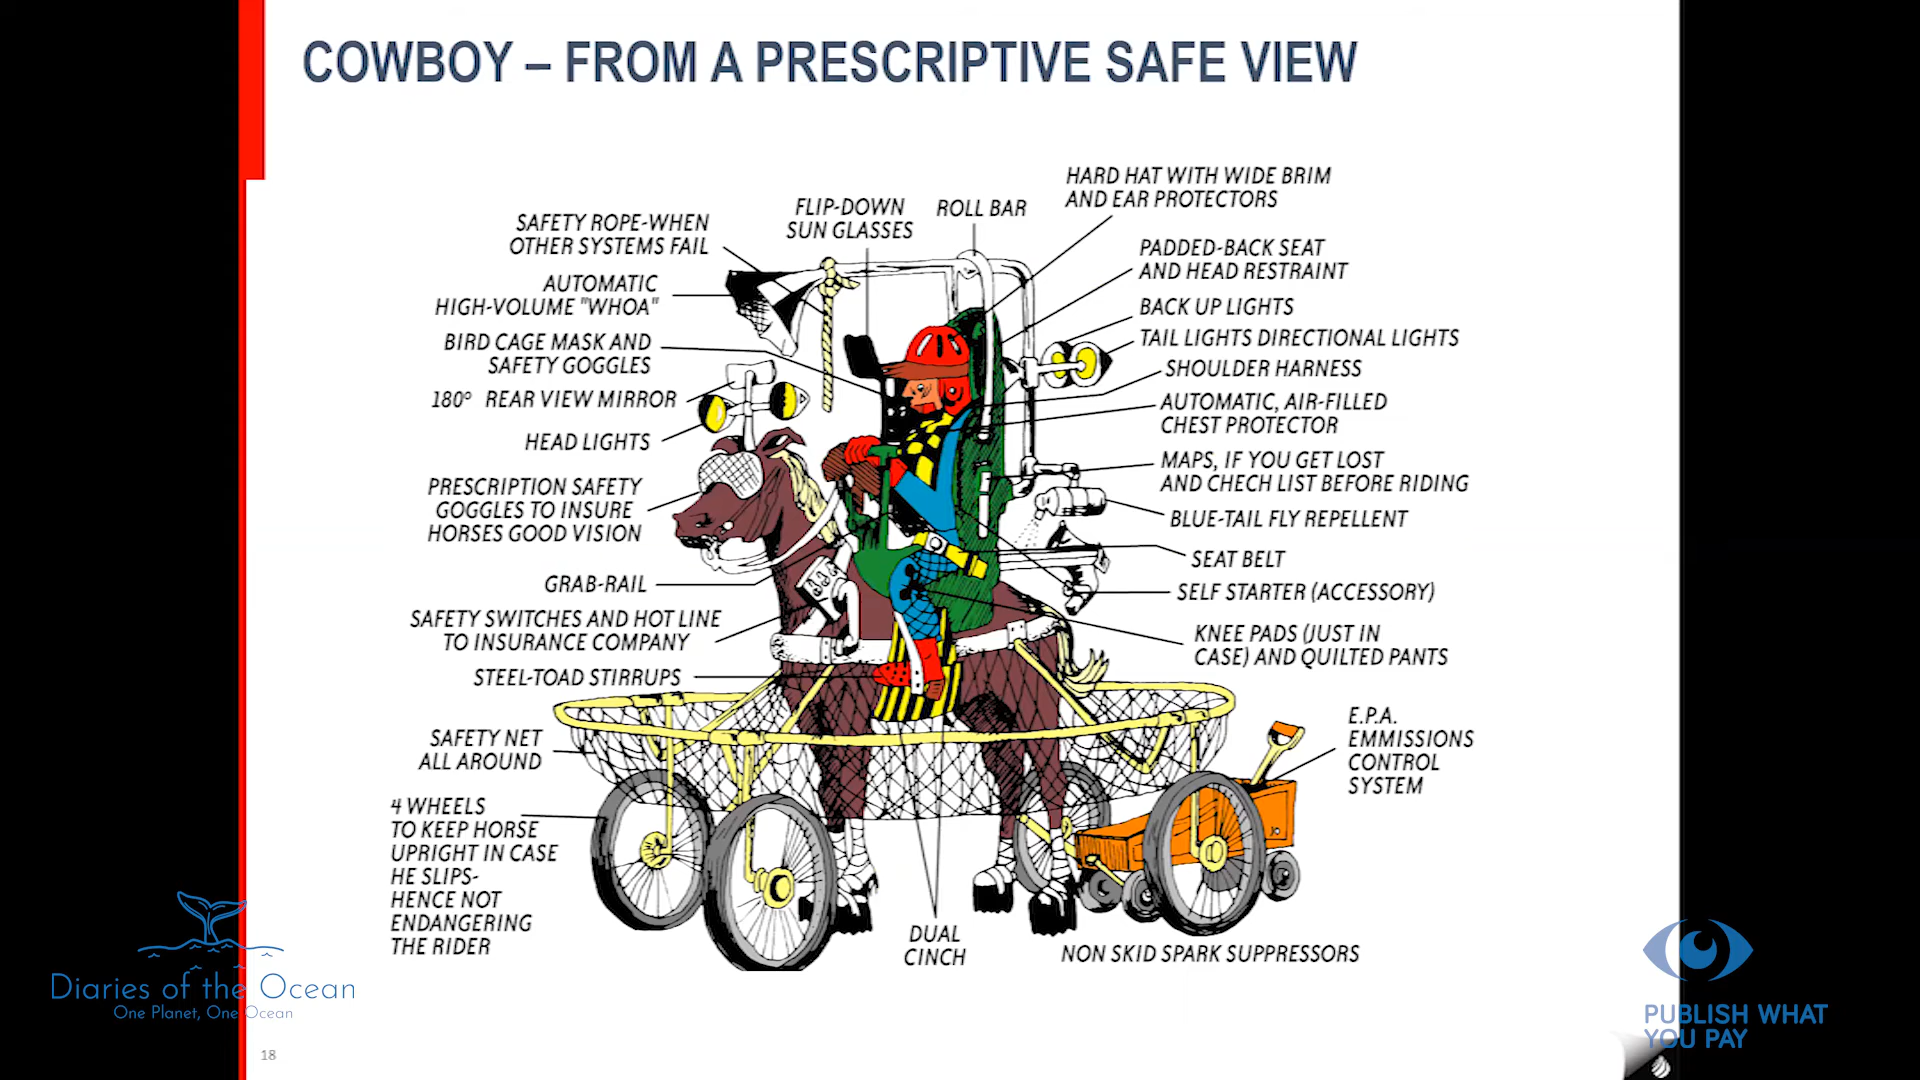 COWBOY – FROM A PRESCRIPTIVE SAFE VIEW
HARD HAT WITH WIDE BRIM
AND EAR PROTECTORS
FLIP-DOWN
SUN GLASSES
ROLL BAR
SAFETY ROPE-WHEN
OTHER SYSTEMS FAIL
PADDED-BACK SEAT
AND HEAD RESTRAINT
AUTOMATIC
HIGH-VOLUME "WHOA"
BACK UP LIGHTS
BIRD CAGE MASK AND
SAFETY GOGGLES
TAIL LIGHTS DIRECTIONAL LIGHTS
SHOULDER HARNESS
180° REAR VIEW MIRROR
AUTOMATIC, AIR-FILLED
CHEST PROTECTOR
HEAD LIGHTS
MAPS, IF YOU GET LOST
AND CHECH LIST BEFORE RIDING
PRESCRIPTION SAFETY
GOGGLES TO INSURE
HORSES GOOD VISION
BLUE-TAIL FLY REPELLENT
SEAT BELT
GRAB-RAIL
SELF STARTER (ACCESSORY)
SAFETY SWITCHES AND HOT LINE
TO INSURANCE COMPANY
KNEE PADS (JUST IN
CASE) AND QUILTED PANTS
STEEL-TOAD STIRRUPS
E.P.A.
EMMISSIONS
CONTROL
SYSTEM
SAFETY NET
ALL AROUND
4 WHEELS
TO KEEP HORSE
UPRIGHT IN CASE
HE SLIPS-
HENCE NOT
ENDANGERING
THE RIDER
DUAL
CINCH
NON SKID SPARK SUPPRESSORS
Diaries of the Ocean
One Planet, One Ocean
PUBLISH WHAT
YOU PAY
18